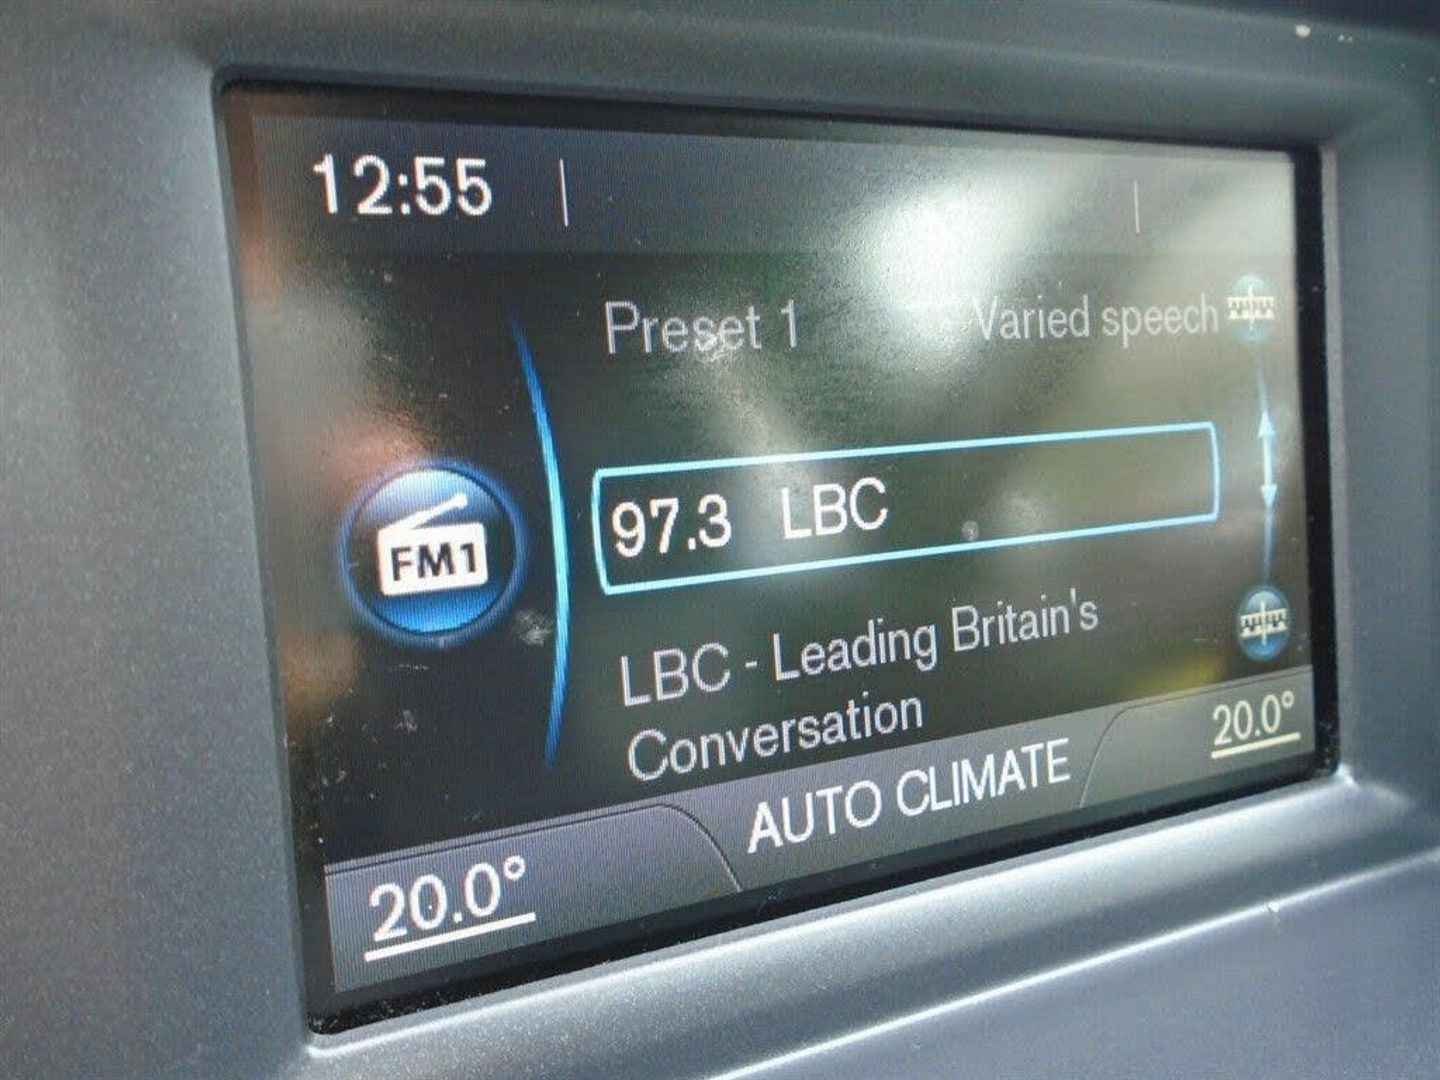 12:55
Preset 1 Varied speech
FM1
97.3 LBC
LBC - Leading Britain's
Conversation
20.0° AUTO CLIMATE 20.0°